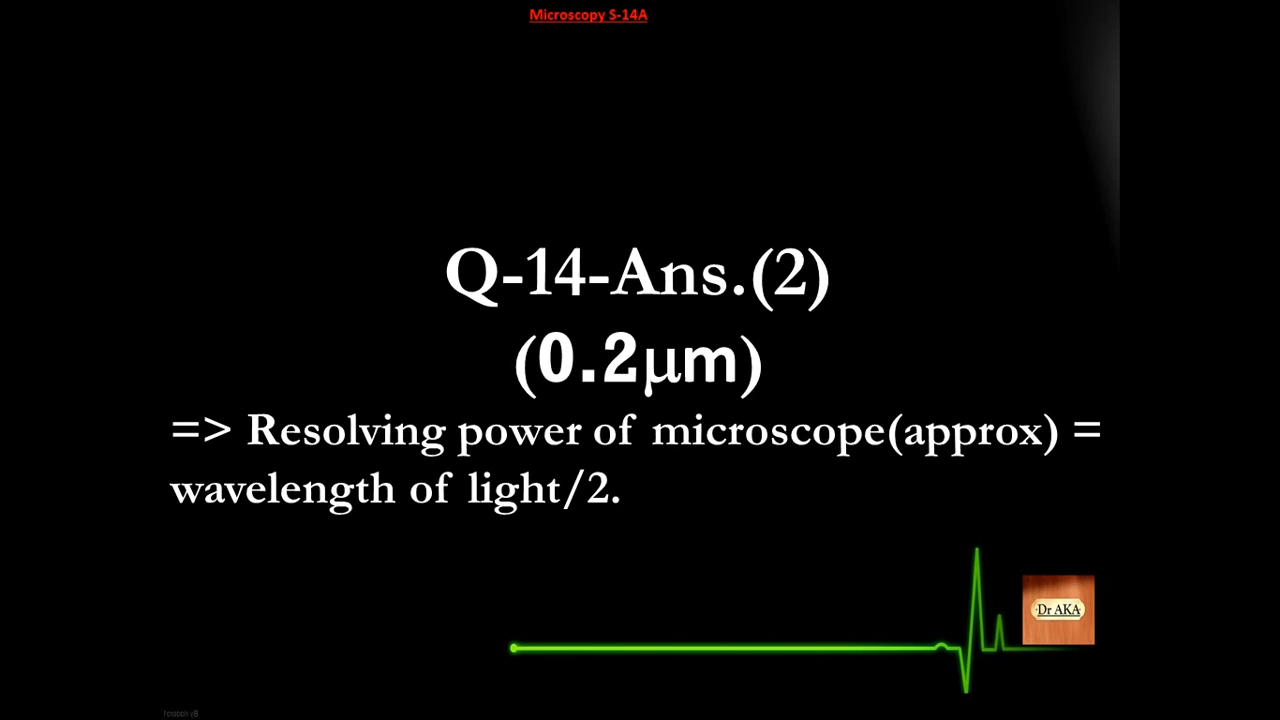 Microscopy S-14A
Q-14-Ans.(2)
(0.2μm)
=> Resolving power of microscope(approx) =
wavelength of light/2.
Dr AKA